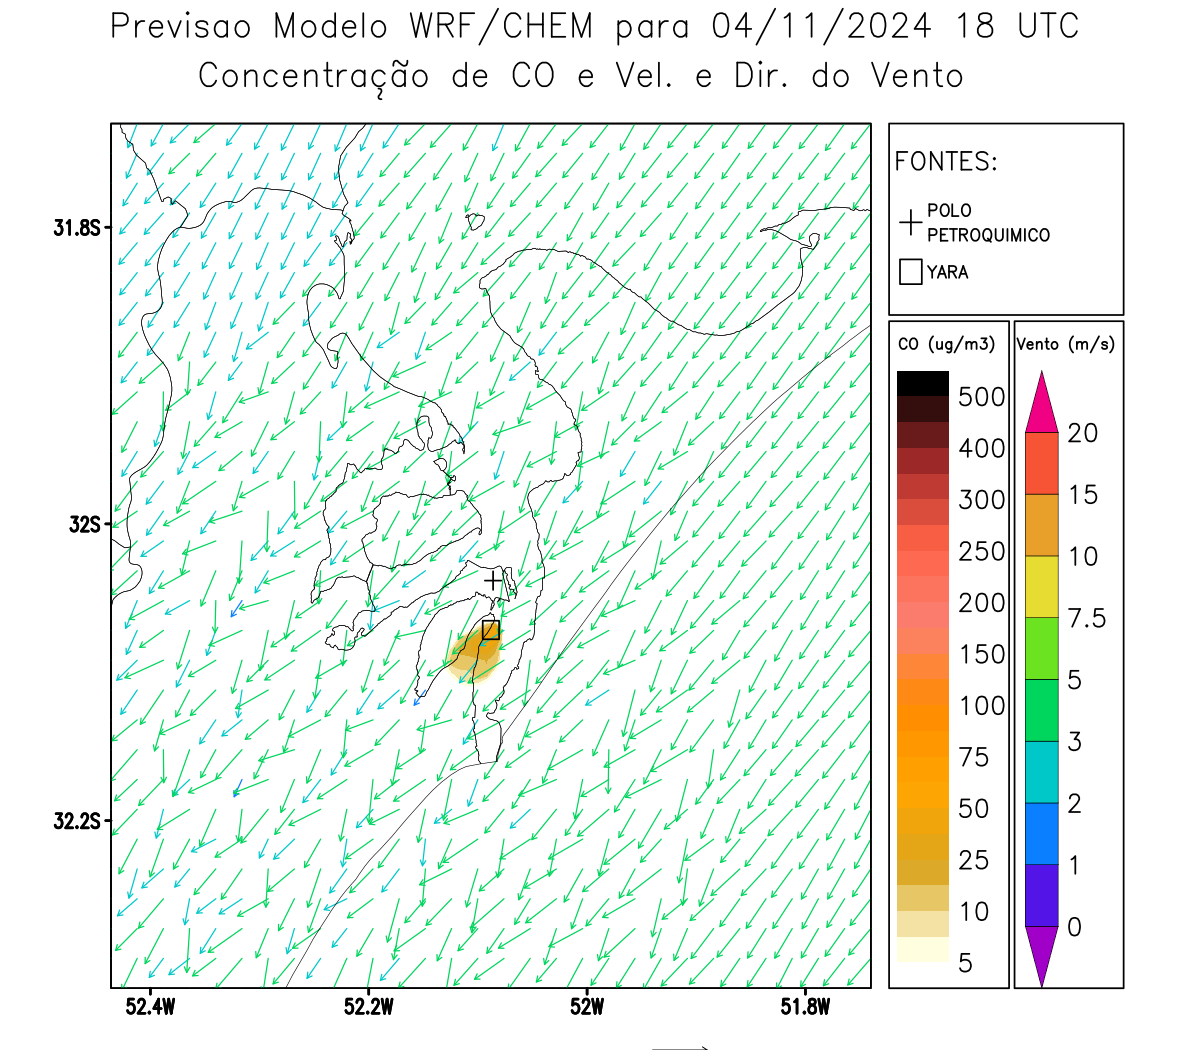 Previsao Modelo WRF/CHEM para 04/11/2024 18 UTC
Concentração de CO e Vel. e Dir. do Vento
FONTES:
POLO
PETROQUIMICO
YARA
CO (ug/m3)
500
400
300
250
200
150
100
75
50
25
10
5
Vento (m/s)
20
15
10
7.5
5
3
2
1
0
31.8S
32S
32.2S
52.4W
52.2W
52W
51.8W